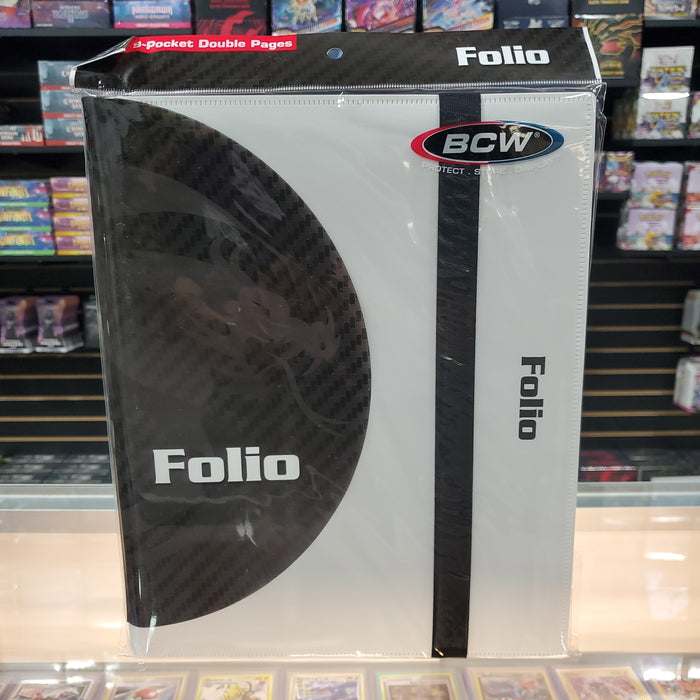 9-Pocket Double Pages
Folio
BCW®
PROTECT . STORE . DISPLAY
Folio
Folio